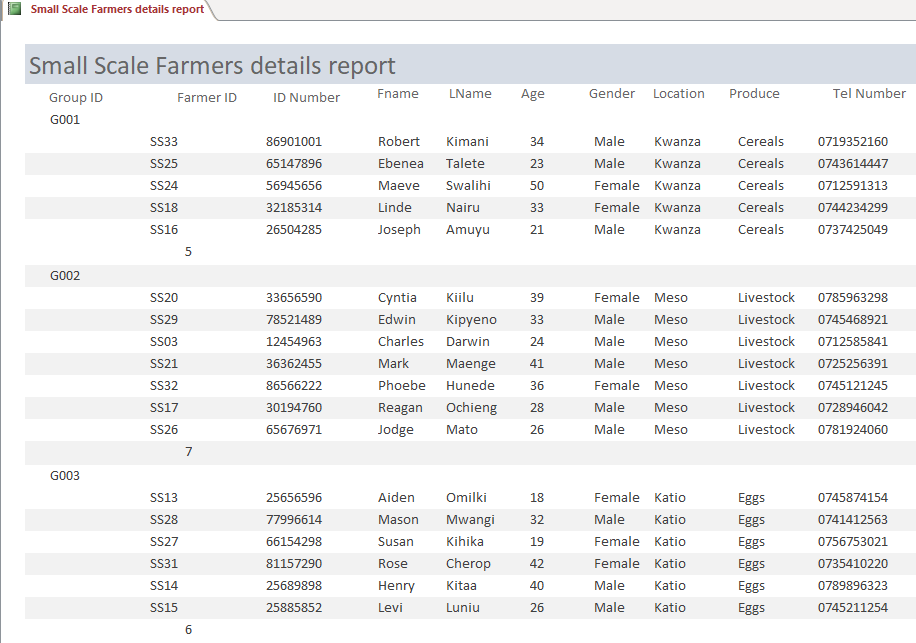 Small Scale Farmers details report
Small Scale Farmers details report
Group ID Farmer ID ID Number Fname LName Age Gender Location Produce Tel Number
G001
SS33 86901001 Robert Kimani 34 Male Kwanza Cereals 0719352160
SS25 65147896 Ebenea Talete 23 Male Kwanza Cereals 0743614447
SS24 56945656 Maeve Swalihi 50 Female Kwanza Cereals 0712591313
SS18 32185314 Linde Nairu 33 Female Kwanza Cereals 0744234299
SS16 26504285 Joseph Amuyu 21 Male Kwanza Cereals 0737425049
5
G002
SS20 33656590 Cyntia Kiilu 39 Female Meso Livestock 0785963298
SS29 78521489 Edwin Kipyeno 33 Male Meso Livestock 0745468921
SS03 12454963 Charles Darwin 24 Male Meso Livestock 0712585841
SS21 36362455 Mark Maenge 41 Male Meso Livestock 0725256391
SS32 86566222 Phoebe Hunede 36 Female Meso Livestock 0745121245
SS17 30194760 Reagan Ochieng 28 Male Meso Livestock 0728946042
SS26 65676971 Jodge Mato 26 Male Meso Livestock 0781924060
7
G003
SS13 25656596 Aiden Omilki 18 Female Katio Eggs 0745874154
SS28 77996614 Mason Mwangi 32 Male Katio Eggs 0741412563
SS27 66154298 Susan Kihika 19 Female Katio Eggs 0756753021
SS31 81157290 Rose Cherop 42 Female Katio Eggs 0735410220
SS14 25689898 Henry Kitaa 40 Male Katio Eggs 0789896323
SS15 25885852 Levi Luniu 26 Male Katio Eggs 0745211254
6